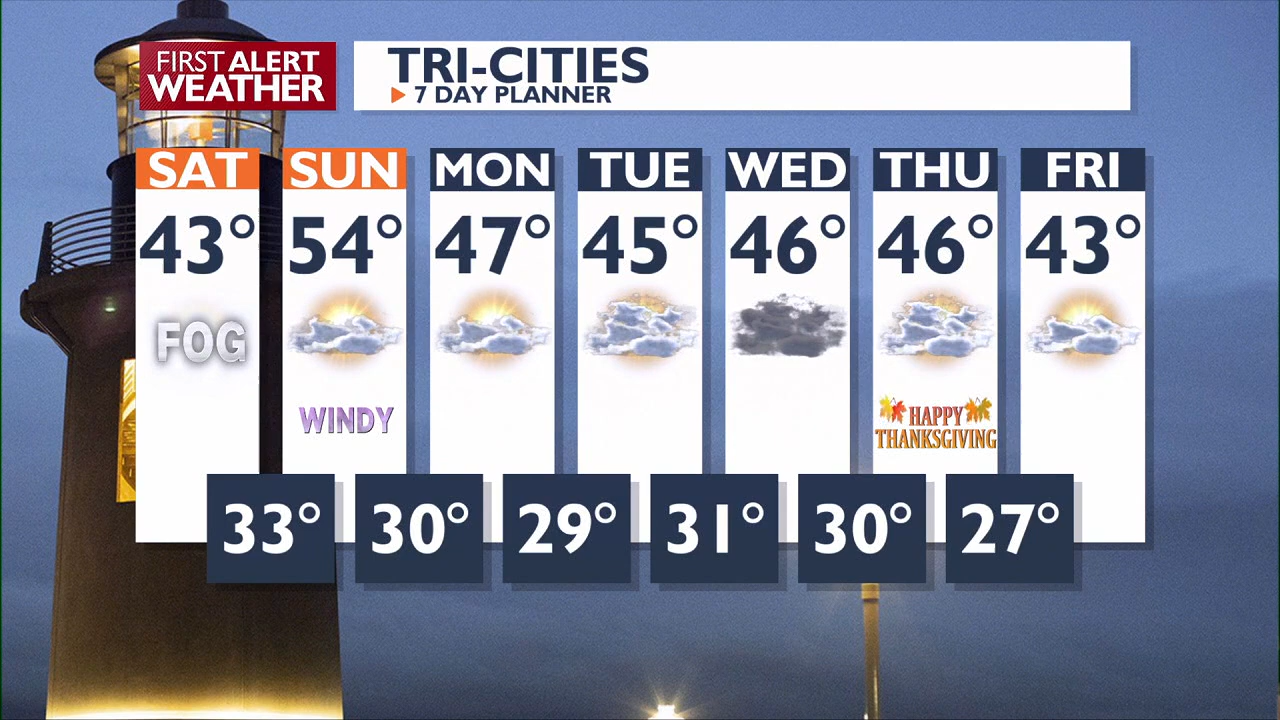 FIRST ALERT
WEATHER
TRI-CITIES
7 DAY PLANNER
SAT SUN MON TUE WED THU FRI
43° 54° 47° 45° 46° 46° 43°
FOG
WINDY
HAPPY
THANKSGIVING
33° 30° 29° 31° 30° 27°